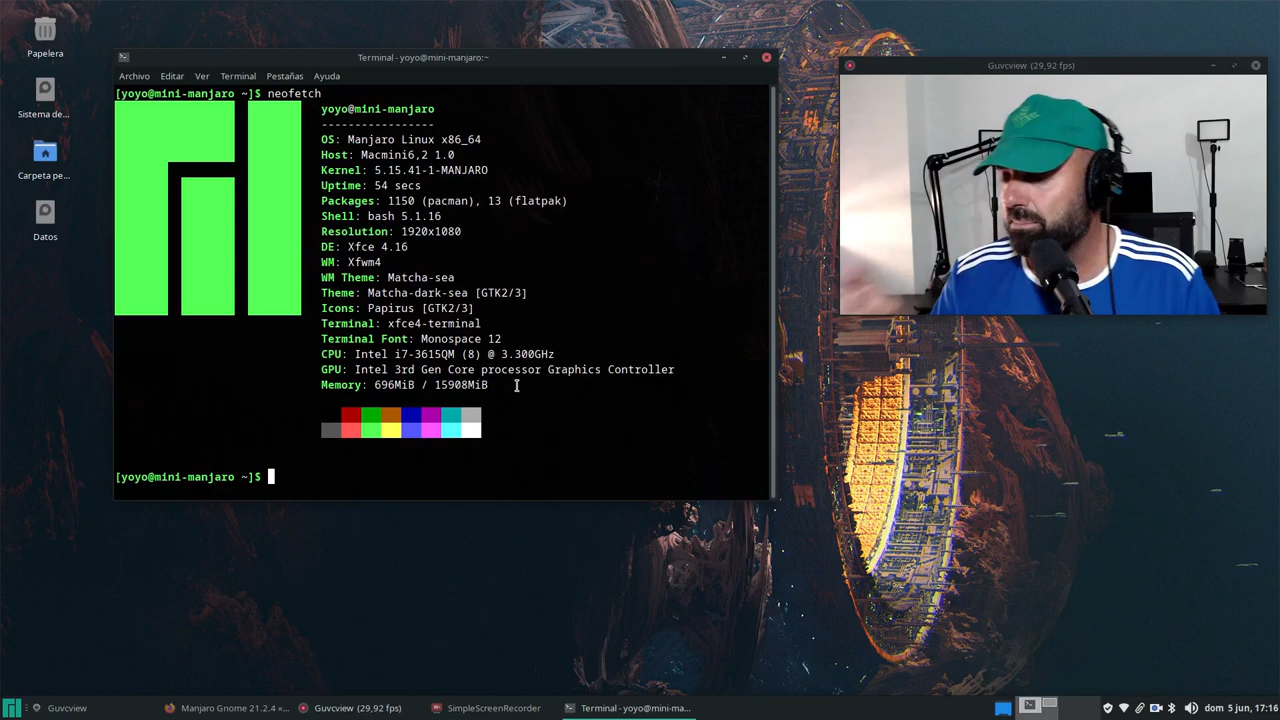 Papelera
Sistema de...
Carpeta pe...
Datos
Terminal - yoyo@mini-manjaro:~
Archivo Editar Ver Terminal Pestañas Ayuda
[yoyo@mini-manjaro ~]$ neofetch
yoyo@mini-manjaro
-----------------
OS: Manjaro Linux x86_64
Host: Macmini6,2 1.0
Kernel: 5.15.41-1-MANJARO
Uptime: 54 secs
Packages: 1150 (pacman), 13 (flatpak)
Shell: bash 5.1.16
Resolution: 1920x1080
DE: Xfce 4.16
WM: Xfwm4
WM Theme: Matcha-sea
Theme: Matcha-dark-sea [GTK2/3]
Icons: Papirus [GTK2/3]
Terminal: xfce4-terminal
Terminal Font: Monospace 12
CPU: Intel i7-3615QM (8) @ 3.300GHz
GPU: Intel 3rd Gen Core processor Graphics Controller
Memory: 696MiB / 15908MiB
[yoyo@mini-manjaro ~]$
Guvcview (29,92 fps)
Guvcview
Guvcview (29,92 fps)
Manjaro Gnome 21.2.4 «...
SimpleScreenRecorder
Terminal - yoyo@mini-ma...
dom 5 jun, 17:16